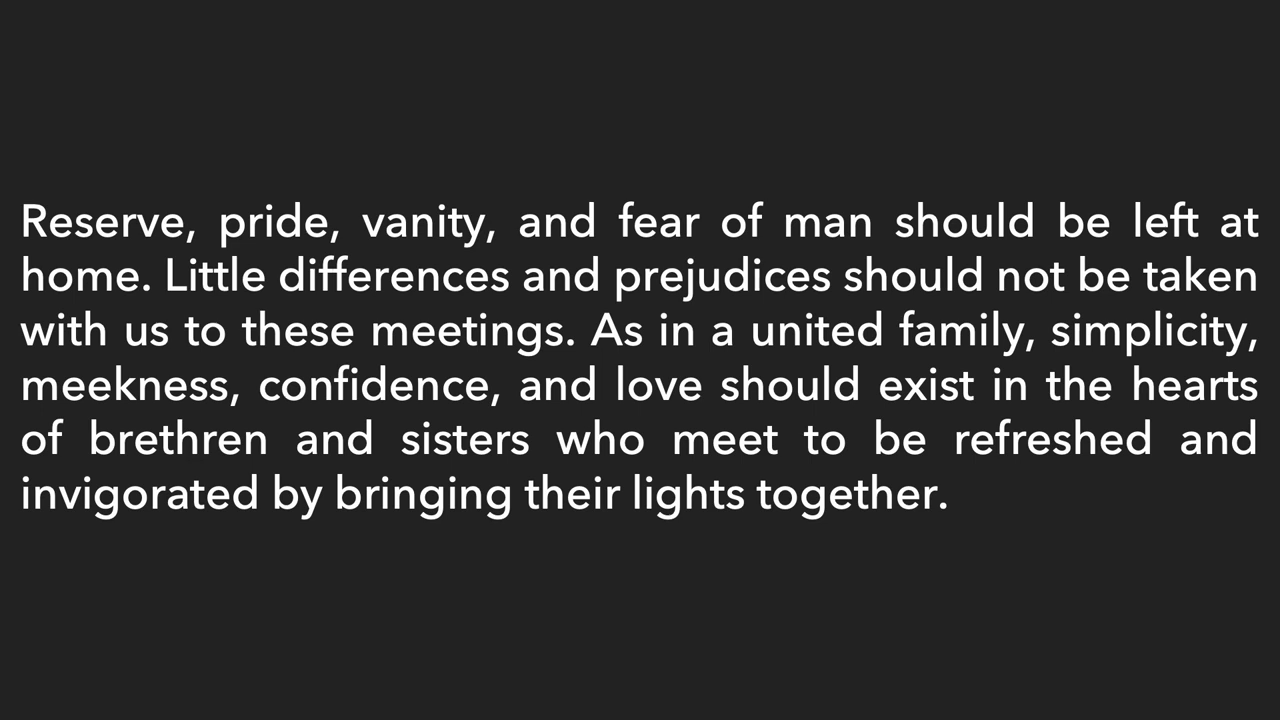 Reserve, pride, vanity, and fear of man should be left at
home. Little differences and prejudices should not be taken
with us to these meetings. As in a united family, simplicity,
meekness, confidence, and love should exist in the hearts
of brethren and sisters who meet to be refreshed and
invigorated by bringing their lights together.